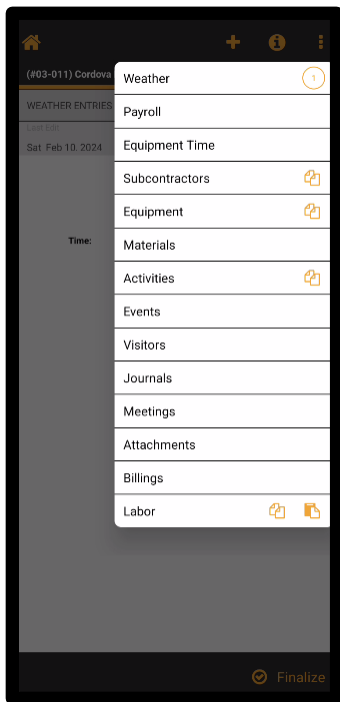 (#03-011) Cordova
WEATHER ENTRIES
Last Edit
Sat Feb 10. 2024
Time:
Weather 1
Payroll
Equipment Time
Subcontractors
Equipment
Materials
Activities
Events
Visitors
Journals
Meetings
Attachments
Billings
Labor
Finalize